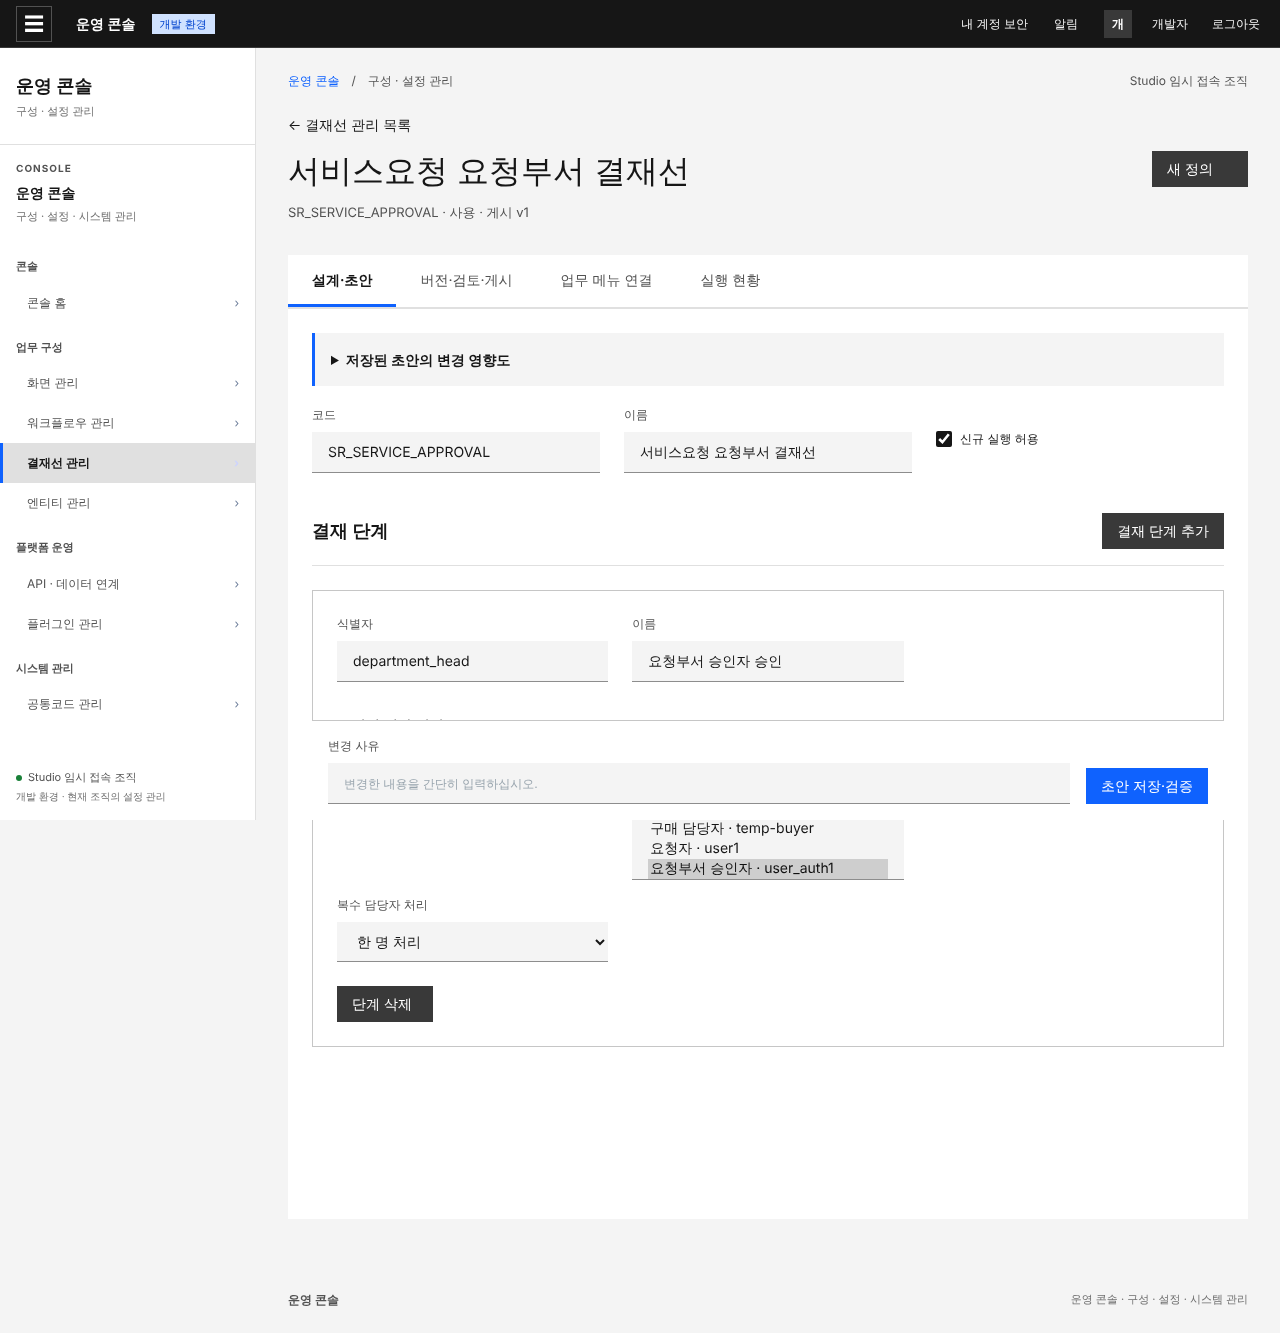 운영 콘솔 개발 환경 내 계정 보안 알림 개 개발자 로그아웃
운영 콘솔
구성 · 설정 관리
CONSOLE
운영 콘솔
구성 · 설정 · 시스템 관리
콘솔
콘솔 홈 ›
업무 구성
화면 관리 ›
워크플로우 관리 ›
결재선 관리
엔티티 관리 ›
플랫폼 운영
API · 데이터 연계 ›
플러그인 관리 ›
시스템 관리
공통코드 관리 ›
Studio 임시 접속 조직
개발 환경 · 현재 조직의 설정 관리
운영 콘솔 / 구성 · 설정 관리 Studio 임시 접속 조직
← 결재선 관리 목록
서비스요청 요청부서 결재선 새 정의
SR_SERVICE_APPROVAL · 사용 · 게시 v1
설계·초안 버전·검토·게시 업무 메뉴 연결 실행 현황
▶ 저장된 초안의 변경 영향도
코드 이름
SR_SERVICE_APPROVAL 서비스요청 요청부서 결재선 신규 실행 허용
결재 단계 결재 단계 추가
식별자 이름
department_head 요청부서 승인자 승인
변경 사유
변경한 내용을 간단히 입력하십시오. 초안 저장·검증
구매 담당자 · temp-buyer
요청자 · user1
요청부서 승인자 · user_auth1
복수 담당자 처리
한 명 처리
단계 삭제
운영 콘솔 운영 콘솔 · 구성 · 설정 · 시스템 관리